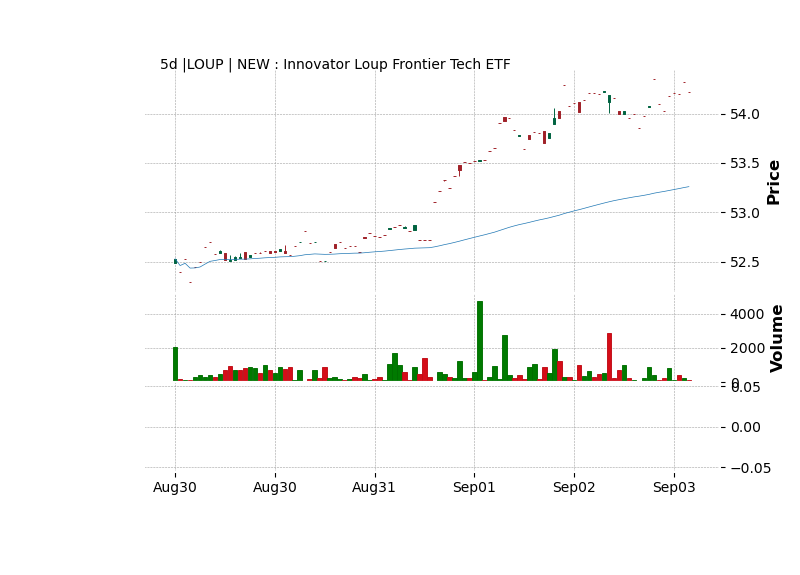 5d |LOUP | NEW : Innovator Loup Frontier Tech ETF
54.0
53.5
53.0
52.5
Price
4000
2000
0
Volume
0.05
0.00
−0.05
Aug30 Aug30 Aug31 Sep01 Sep02 Sep03